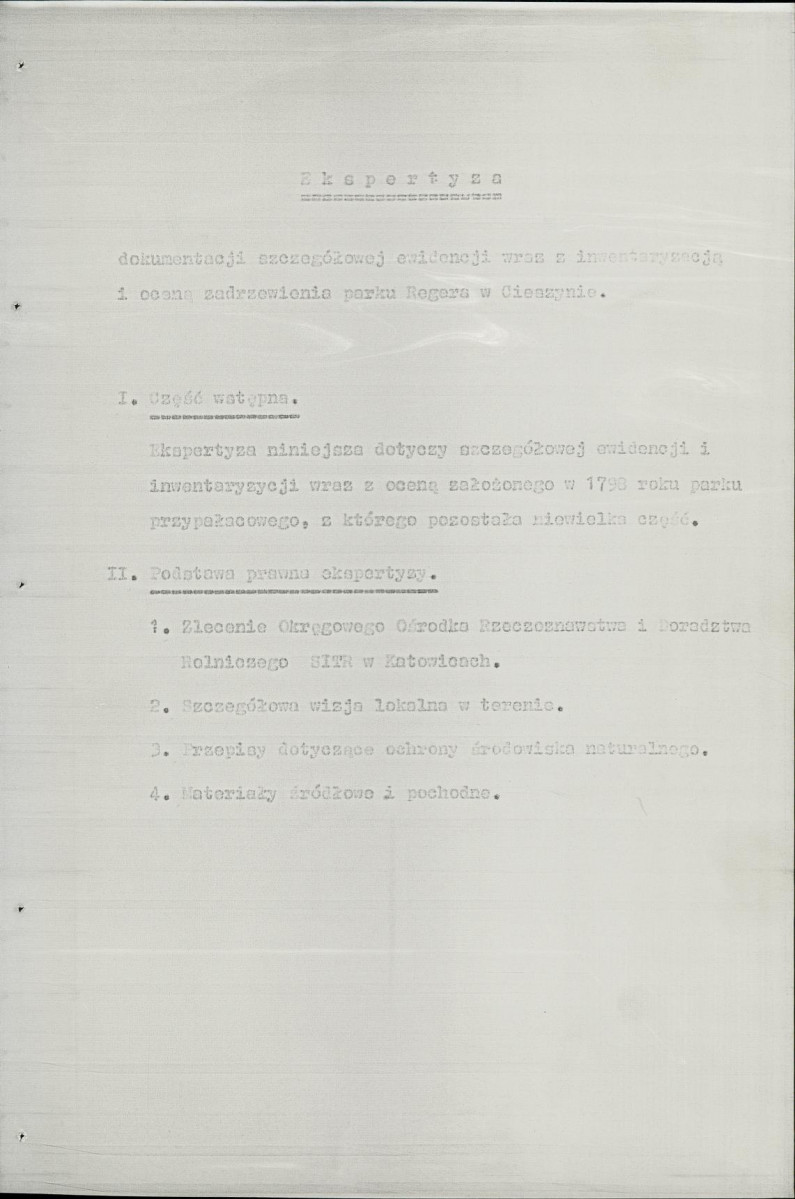 E k s p e r t y z a
dokumentacji szczegółowej ewidencji wraz z inwentaryzacją
i oceną zadrzewienia parku Regera w Cieszynie.
I. Część wstępna.
Ekspertyza niniejsza dotyczy szczegółowej ewidencji i
inwentaryzycji wraz z oceną założonego w 1798 roku parku
przypałacowego, z którego pozostała niewielka część.
II. Podstawa prawna ekspertyzy.
1. Zlecenie Okręgowego Ośrodka Rzeczoznawstwa i Doradztwa
Rolniczego SITR w Katowicach.
2. Szczegółowa wizja lokalna w terenie.
3. Przepisy dotyczące ochrony środowiska naturalnego.
4. Materiały źródłowe i pochodne.